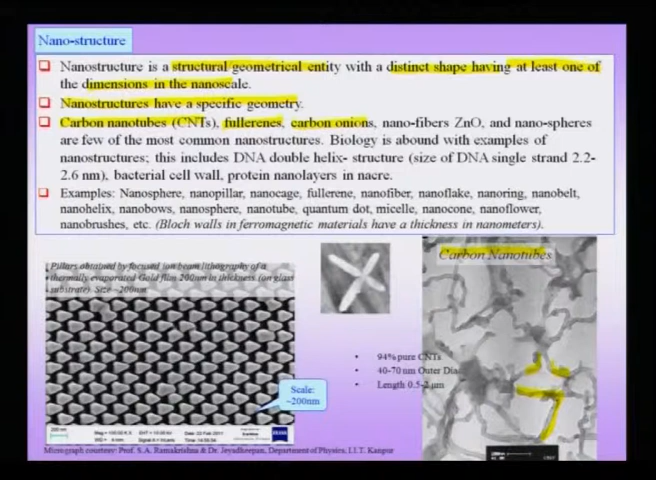 Nano-structure
Nanostructure is a structural/geometrical entity with a distinct shape having at least one of
the dimensions in the nanoscale.
Nanostructures have a specific geometry.
Carbon nanotubes (CNTs), fullerenes, carbon onions, nano-fibers ZnO, and nano-spheres
are few of the most common nanostructures. Biology is abound with examples of
nanostructures; this includes DNA double helix- structure (size of DNA single strand 2.2-
2.6 nm), bacterial cell wall, protein nanolayers in nacre.
Examples: Nanosphere, nanopillar, nanocage, fullerene, nanofiber, nanoflake, nanoring, nanobelt,
nanohelix, nanobows, nanosphere, nanotube, quantum dot, micelle, nanocone, nanoflower,
nanobrushes, etc. (Bloch walls in ferromagnetic materials have a thickness in nanometers).
Pillars obtained by focused ion beam lithography of a
thermally evaporated Gold film 200nm in thickness (on glass
substrate). Size ~200nm.
Carbon Nanotubes
• 94% pure CNTs
• 40-70 nm Outer Dia
• Length 0.5-2 μm
Scale:
~200nm
Micrograph courtesy: Prof. S.A. Ramakrishna & Dr. Jeyadheepan, Department of Physics, I.I.T. Kanpur